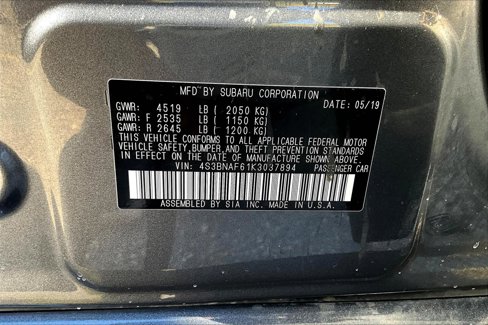 MFD BY SUBARU CORPORATION
GVWR: 4519 LB ( 2050 KG) DATE: 05/19
GAWR: F 2535 LB ( 1150 KG)
GAWR: R 2645 LB ( 1200 KG)
THIS VEHICLE CONFORMS TO ALL APPLICABLE FEDERAL MOTOR
VEHICLE SAFETY, BUMPER, AND THEFT PREVENTION STANDARDS
IN EFFECT ON THE DATE OF MANUFACTURE SHOWN ABOVE.
VIN: 4S3BNAF61K3037894 PASSENGER CAR
ASSEMBLED BY SIA INC. MADE IN U.S.A.